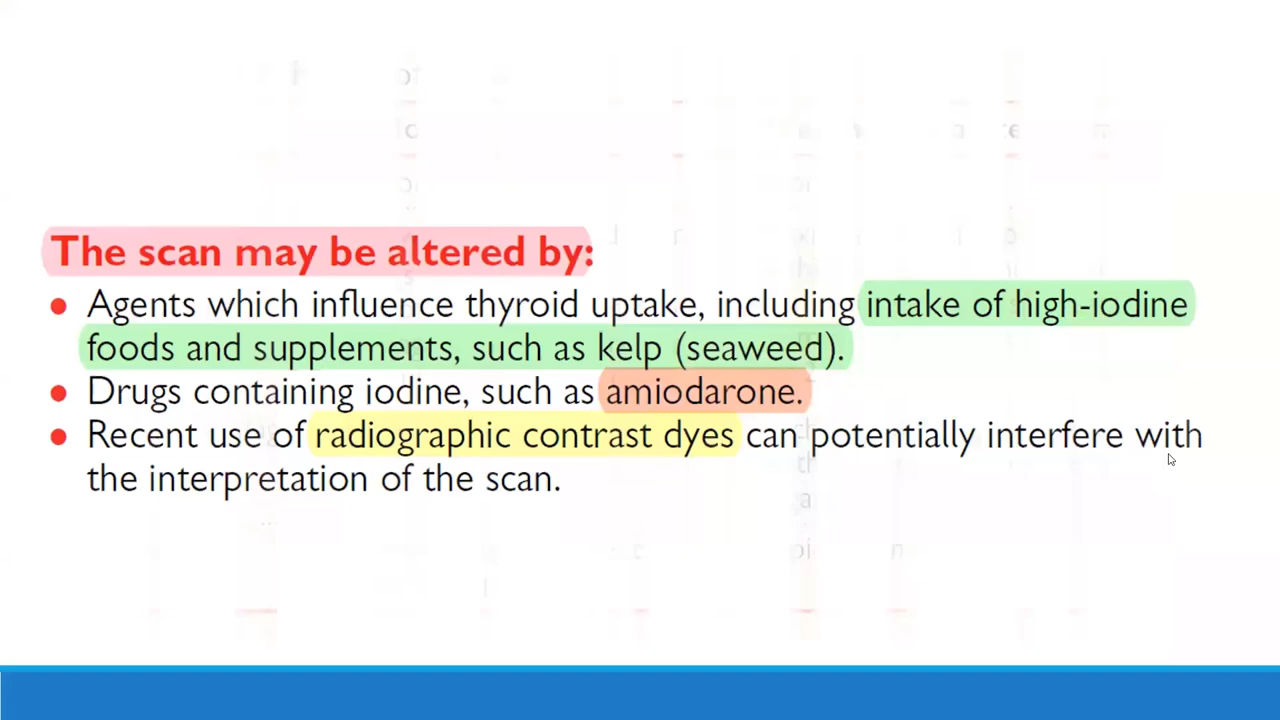 The scan may be altered by:
● Agents which influence thyroid uptake, including intake of high-iodine
foods and supplements, such as kelp (seaweed).
● Drugs containing iodine, such as amiodarone.
● Recent use of radiographic contrast dyes can potentially interfere with
the interpretation of the scan.